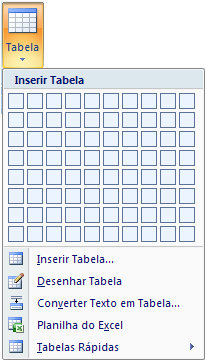 Tabela
Inserir Tabela
Inserir Tabela...
Desenhar Tabela
Converter Texto em Tabela...
Planilha do Excel
Tabelas Rápidas